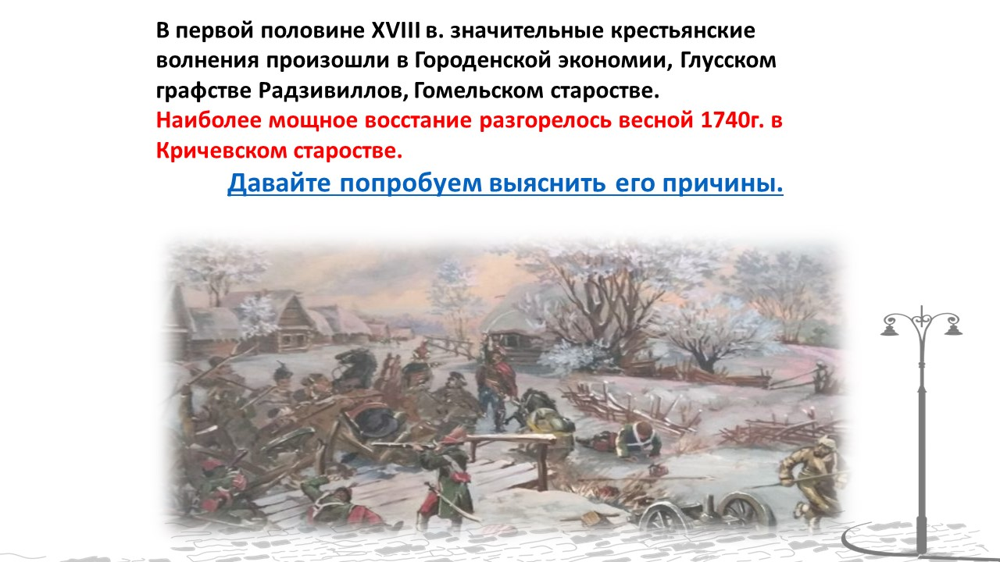 В первой половине XVIII в. значительные крестьянские
волнения произошли в Городенской экономии, Глусском
графстве Радзивиллов, Гомельском старостве.
Наиболее мощное восстание разгорелось весной 1740г. в
Кричевском старостве.
Давайте попробуем выяснить его причины.